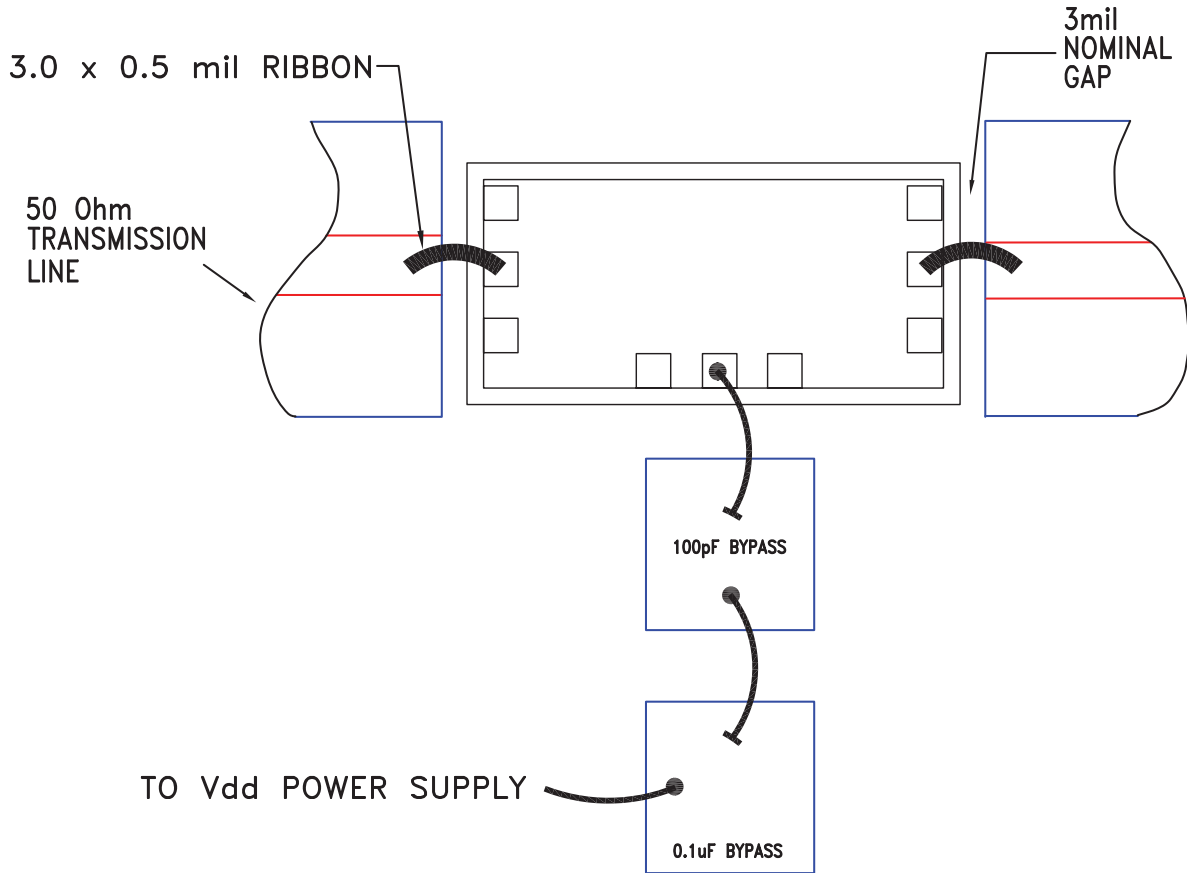 3mil
NOMINAL
GAP
3.0 x 0.5 mil RIBBON
50 Ohm
TRANSMISSION
LINE
100pF BYPASS
TO Vdd POWER SUPPLY
0.1uF BYPASS